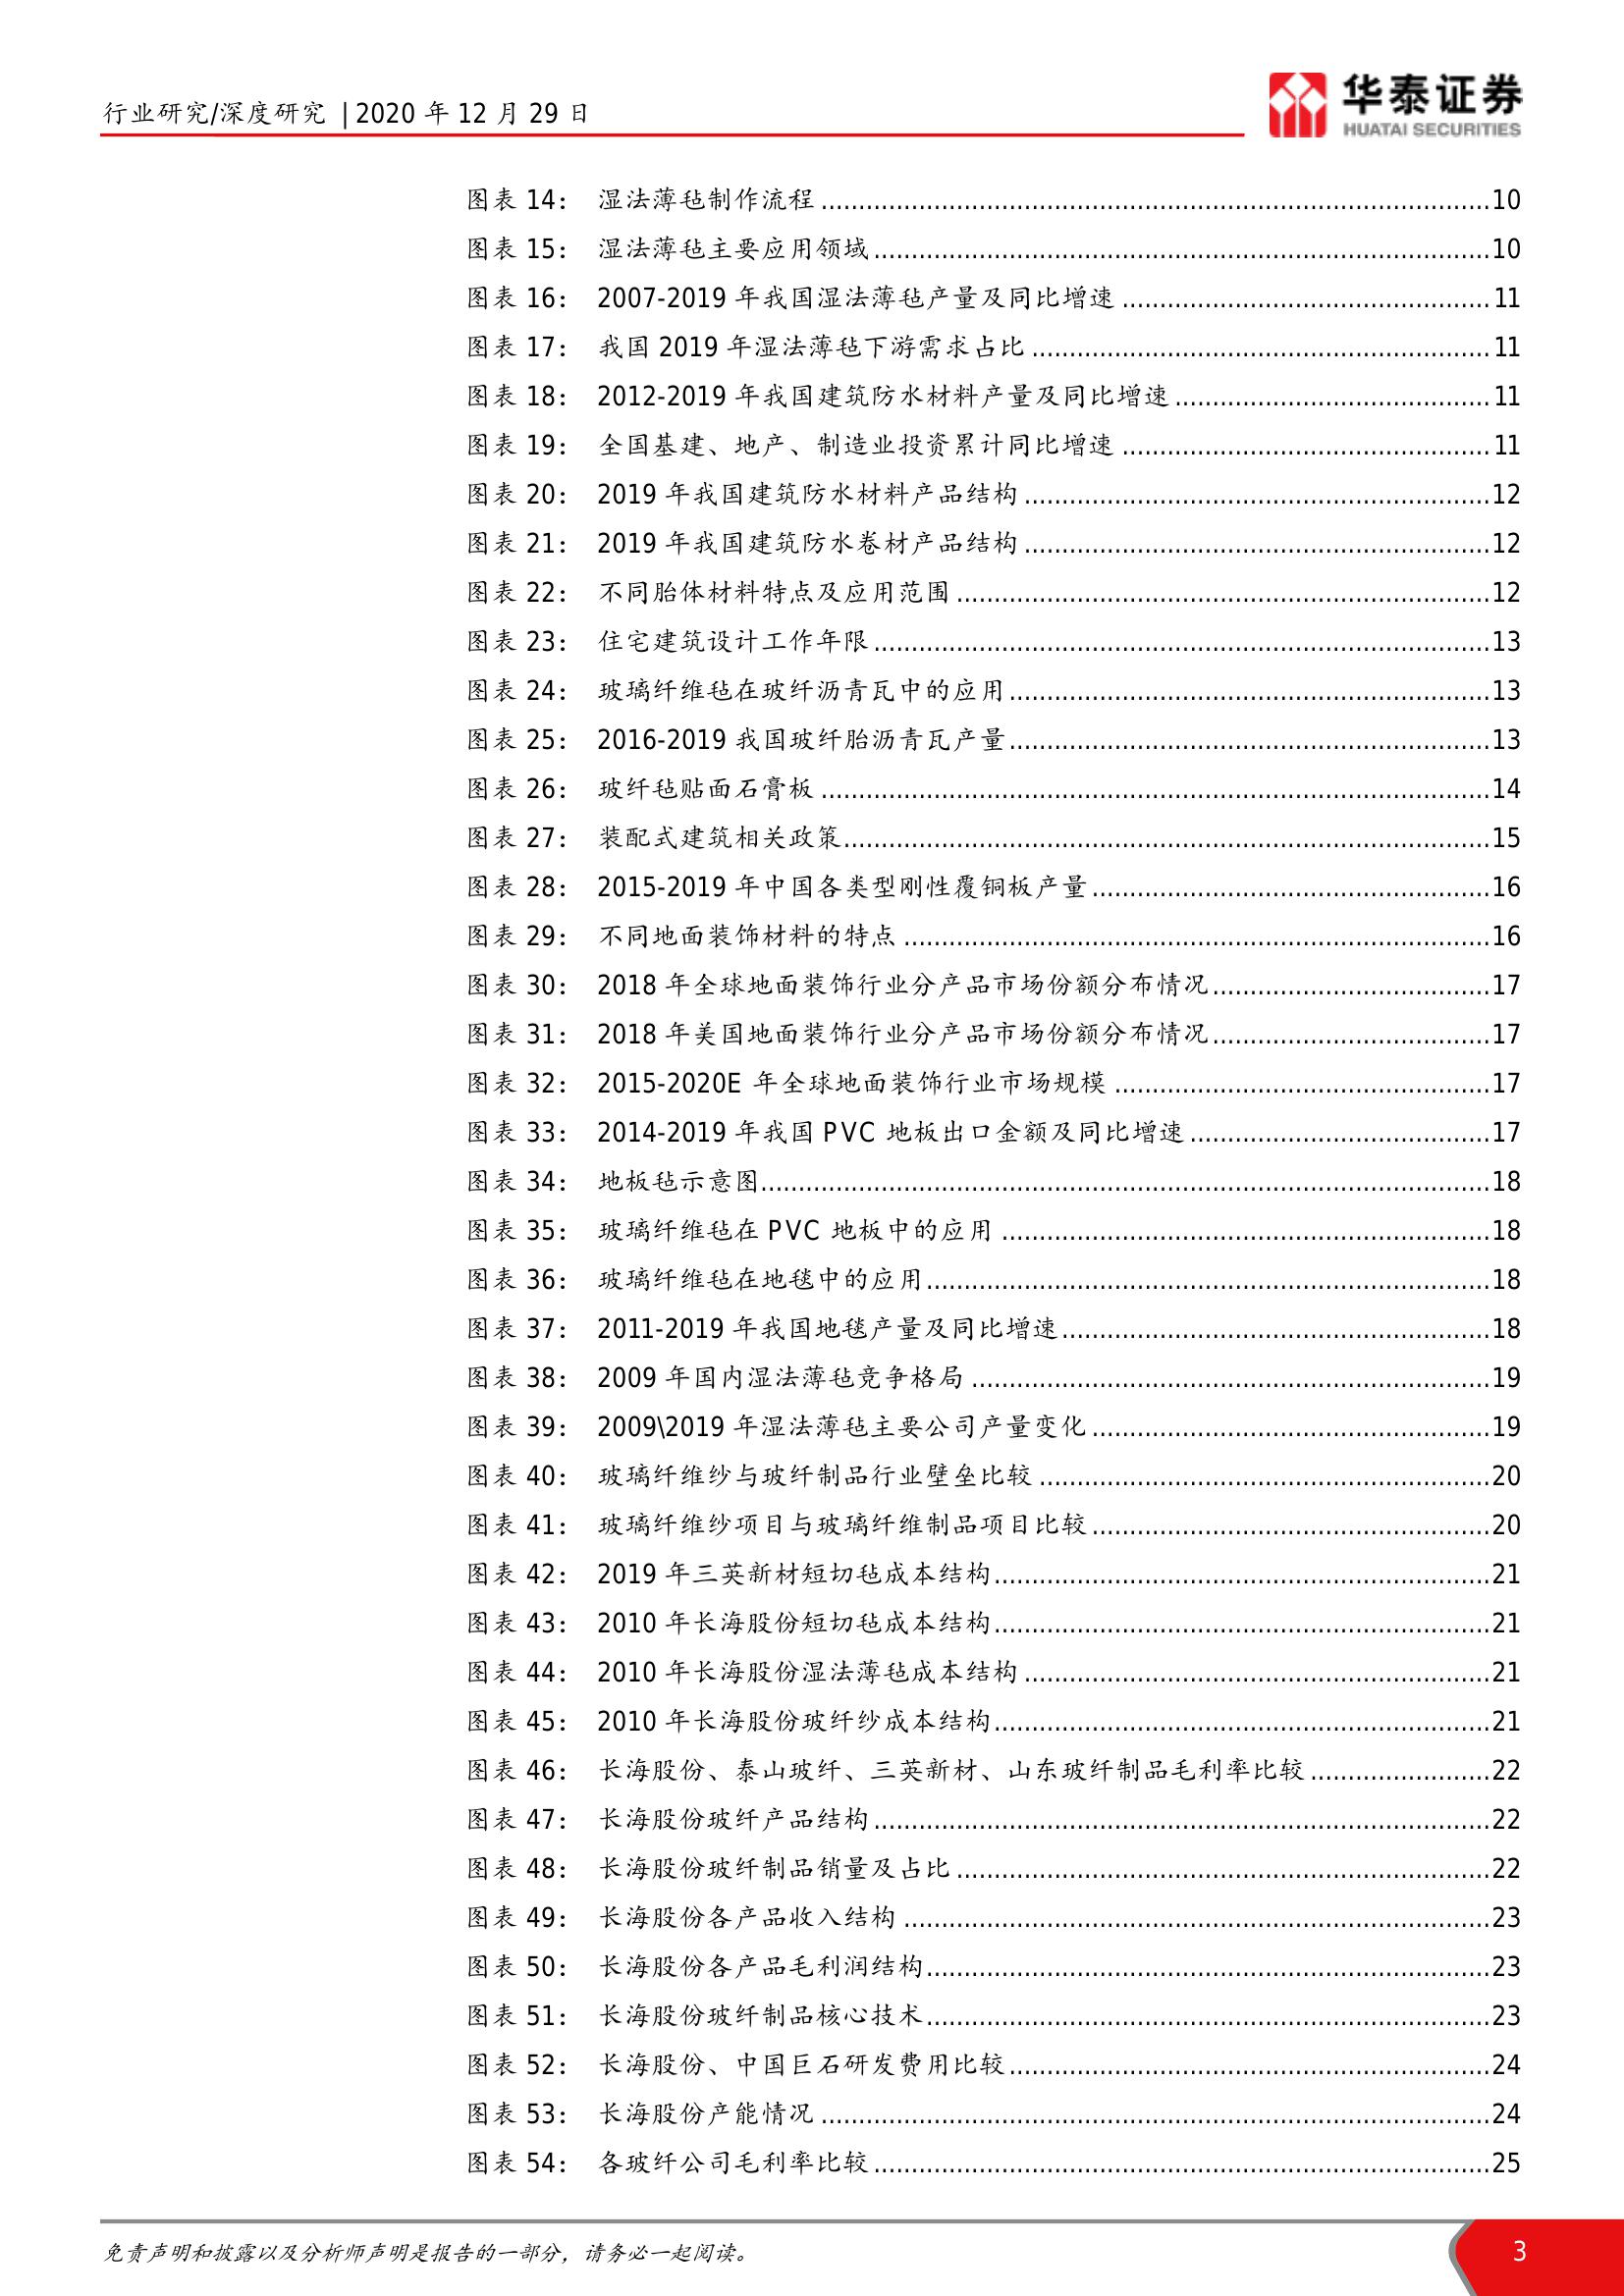 行业研究/深度研究 | 2020 年 12 月 29 日
华泰证券
HUATAI SECURITIES
图表 14： 湿法薄毡制作流程 10
图表 15： 湿法薄毡主要应用领域 10
图表 16： 2007-2019 年我国湿法薄毡产量及同比增速 11
图表 17： 我国 2019 年湿法薄毡下游需求占比 11
图表 18： 2012-2019 年我国建筑防水材料产量及同比增速 11
图表 19： 全国基建、地产、制造业投资累计同比增速 11
图表 20： 2019 年我国建筑防水材料产品结构 12
图表 21： 2019 年我国建筑防水卷材产品结构 12
图表 22： 不同胎体材料特点及应用范围 12
图表 23： 住宅建筑设计工作年限 13
图表 24： 玻璃纤维毡在玻纤沥青瓦中的应用 13
图表 25： 2016-2019 我国玻纤胎沥青瓦产量 13
图表 26： 玻纤毡贴面石膏板 14
图表 27： 装配式建筑相关政策 15
图表 28： 2015-2019 年中国各类型刚性覆铜板产量 16
图表 29： 不同地面装饰材料的特点 16
图表 30： 2018 年全球地面装饰行业分产品市场份额分布情况 17
图表 31： 2018 年美国地面装饰行业分产品市场份额分布情况 17
图表 32： 2015-2020E 年全球地面装饰行业市场规模 17
图表 33： 2014-2019 年我国 PVC 地板出口金额及同比增速 17
图表 34： 地板毡示意图 18
图表 35： 玻璃纤维毡在 PVC 地板中的应用 18
图表 36： 玻璃纤维毡在地毯中的应用 18
图表 37： 2011-2019 年我国地毯产量及同比增速 18
图表 38： 2009 年国内湿法薄毡竞争格局 19
图表 39： 2009\2019 年湿法薄毡主要公司产量变化 19
图表 40： 玻璃纤维纱与玻纤制品行业壁垒比较 20
图表 41： 玻璃纤维纱项目与玻璃纤维制品项目比较 20
图表 42： 2019 年三英新材短切毡成本结构 21
图表 43： 2010 年长海股份短切毡成本结构 21
图表 44： 2010 年长海股份湿法薄毡成本结构 21
图表 45： 2010 年长海股份玻纤纱成本结构 21
图表 46： 长海股份、泰山玻纤、三英新材、山东玻纤制品毛利率比较 22
图表 47： 长海股份玻纤产品结构 22
图表 48： 长海股份玻纤制品销量及占比 22
图表 49： 长海股份各产品收入结构 23
图表 50： 长海股份各产品毛利润结构 23
图表 51： 长海股份玻纤制品核心技术 23
图表 52： 长海股份、中国巨石研发费用比较 24
图表 53： 长海股份产能情况 24
图表 54： 各玻纤公司毛利率比较 25
免责声明和披露以及分析师声明是报告的一部分，请务必一起阅读。
3